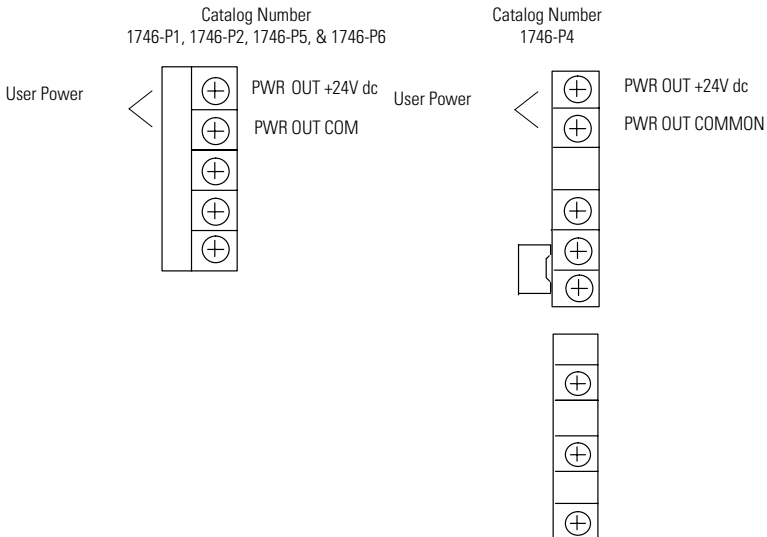 Catalog Number
1746-P1, 1746-P2, 1746-P5, & 1746-P6
User Power
PWR OUT +24V dc
PWR OUT COM
Catalog Number
1746-P4
User Power
PWR OUT +24V dc
PWR OUT COMMON